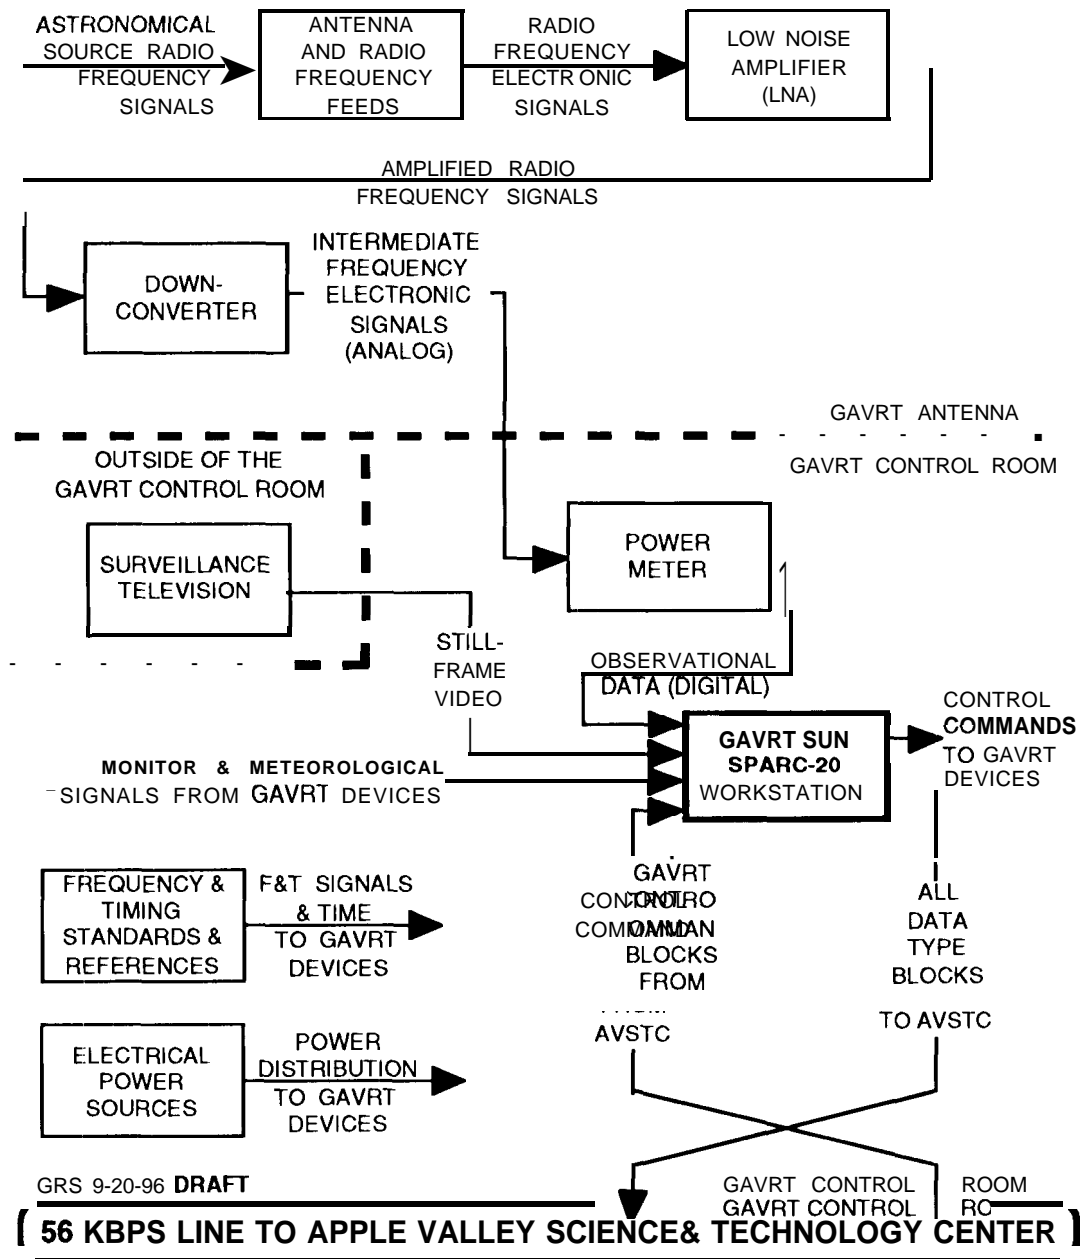 ASTRONOMICAL
SOURCE RADIO
FREQUENCY
SIGNALS
ANTENNA
AND RADIO
FREQUENCY
FEEDS
RADIO
FREQUENCY
ELECTRONIC
SIGNALS
LOW NOISE
AMPLIFIER
(LNA)
AMPLIFIED RADIO
FREQUENCY SIGNALS
DOWN-
CONVERTER
INTERMEDIATE
FREQUENCY
ELECTRONIC
SIGNALS
(ANALOG)
GAVRT ANTENNA
GAVRT CONTROL ROOM
OUTSIDE OF THE
GAVRT CONTROL ROOM
SURVEILLANCE
TELEVISION
POWER
METER
STILL-
FRAME
VIDEO
OBSERVATIONAL
DATA (DIGITAL)
GAVRT SUN
SPARC-20
WORKSTATION
CONTROL
COMMANDS
TO GAVRT
DEVICES
MONITOR & METEOROLOGICAL
SIGNALS FROM GAVRT DEVICES
FREQUENCY &
TIMING
STANDARDS &
REFERENCES
F&T SIGNALS
& TIME
TO GAVRT
DEVICES
GAVRT
BLOCKS
FROM
AVSTC
ALL
DATA
TYPE
BLOCKS
TO AVSTC
ELECTRICAL
POWER
SOURCES
POWER
DISTRIBUTION
TO GAVRT
DEVICES
GRS 9-20-96 DRAFT
GAVRT CONTROL ROOM
GAVRT CONTROL
56 KBPS LINE TO APPLE VALLEY SCIENCE& TECHNOLOGY CENTER